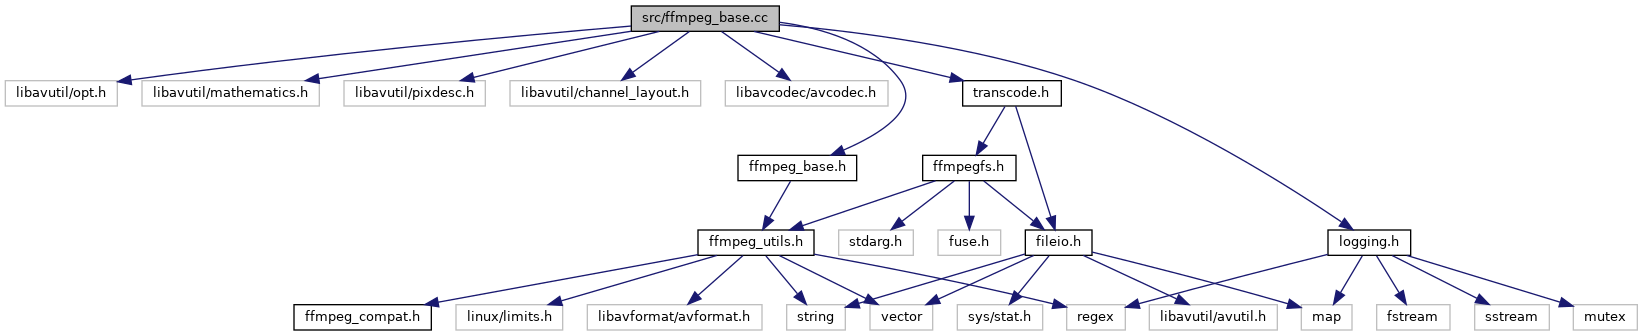 src/ffmpeg_base.cc
libavutil/opt.h
libavutil/mathematics.h
libavutil/pixdesc.h
libavutil/channel_layout.h
libavcodec/avcodec.h
transcode.h
ffmpeg_base.h
ffmpegfs.h
ffmpeg_utils.h
stdarg.h
fuse.h
fileio.h
logging.h
ffmpeg_compat.h
linux/limits.h
libavformat/avformat.h
string
vector
sys/stat.h
regex
libavutil/avutil.h
map
fstream
sstream
mutex